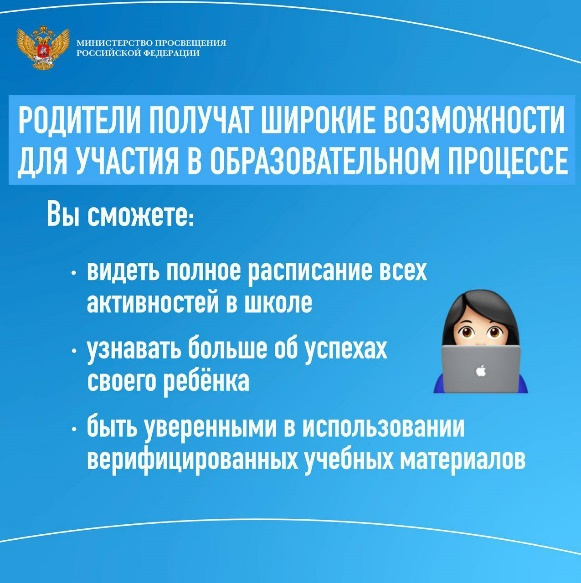 МИНИСТЕРСТВО ПРОСВЕЩЕНИЯ
РОССИЙСКОЙ ФЕДЕРАЦИИ
РОДИТЕЛИ ПОЛУЧАТ ШИРОКИЕ ВОЗМОЖНОСТИ
ДЛЯ УЧАСТИЯ В ОБРАЗОВАТЕЛЬНОМ ПРОЦЕССЕ
Вы сможете:
· видеть полное расписание всех
активностей в школе
· узнавать больше об успехах
своего ребёнка
· быть уверенными в использовании
верифицированных учебных материалов